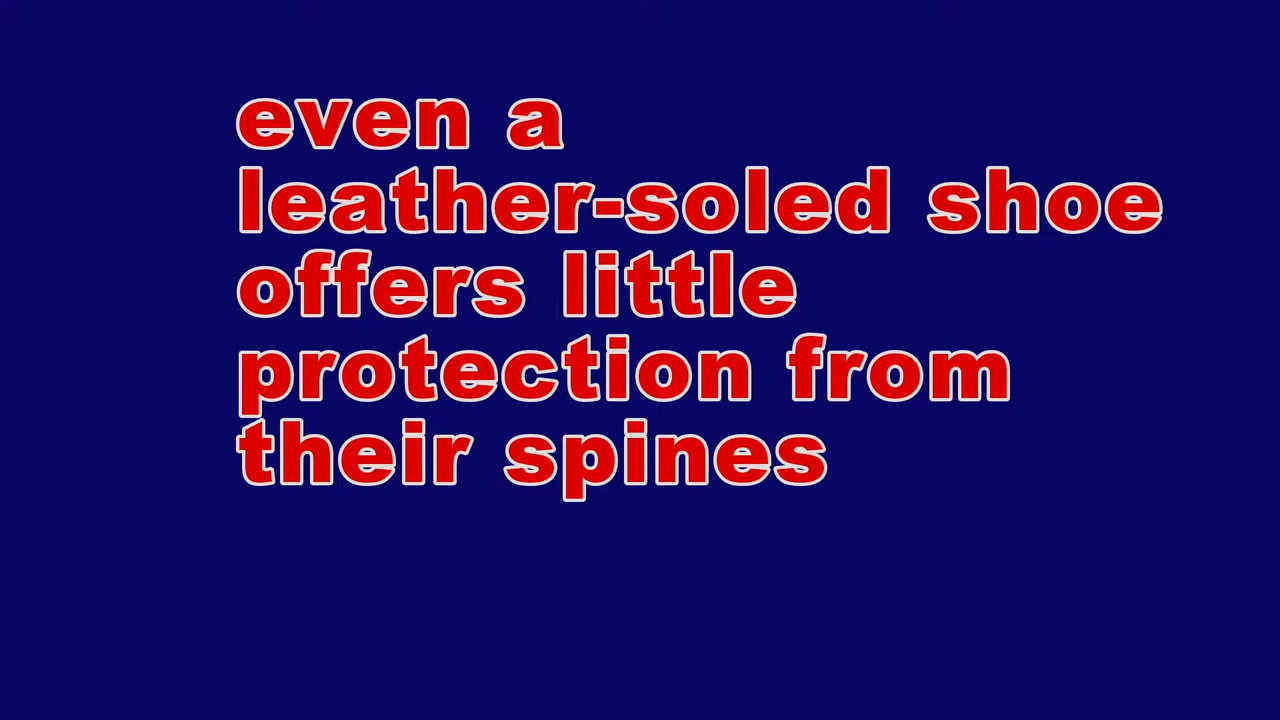 even a
leather-soled shoe
offers little
protection from
their spines